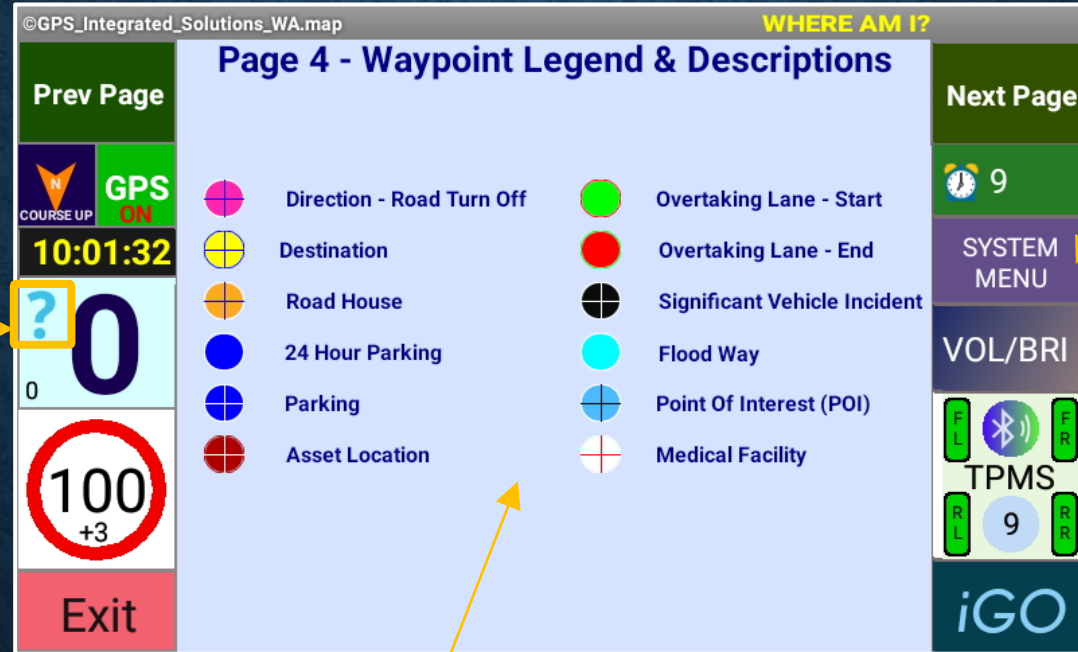 ©GPS_Integrated_Solutions_WA.map
WHERE AM I?
Page 4 - Waypoint Legend & Descriptions
Prev Page
Next Page
N
COURSE UP
GPS
ON
10:01:32
?
0
0
100
+3
Exit
Direction - Road Turn Off
Destination
Road House
24 Hour Parking
Parking
Asset Location
Overtaking Lane - Start
Overtaking Lane - End
Significant Vehicle Incident
Flood Way
Point Of Interest (POI)
Medical Facility
9
SYSTEM
MENU
VOL/BRI
FL
FR
TPMS
RL
9
RR
iGO